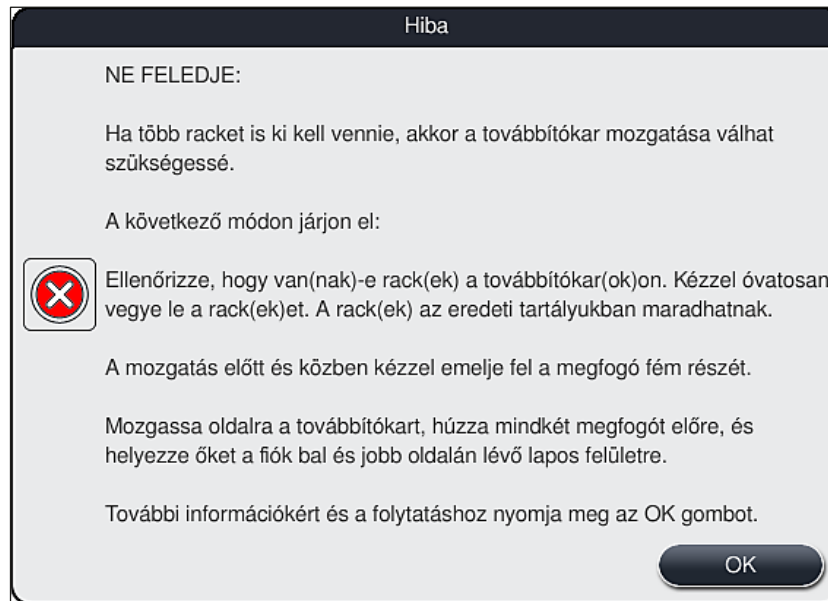 Hiba
NE FELEDJE:
Ha több racket is ki kell vennie, akkor a továbbítókar mozgatása válhat
szükségessé.
A következő módon járjon el:
Ellenőrizze, hogy van(nak)-e rack(ek) a továbbítókar(ok)on. Kézzel óvatosan
vegye le a rack(ek)et. A rack(ek) az eredeti tartályukban maradhatnak.
A mozgatás előtt és közben kézzel emelje fel a megfogó fém részét.
Mozgassa oldalra a továbbítókart, húzza mindkét megfogót előre, és
helyezze őket a fiók bal és jobb oldalán lévő lapos felületre.
További információkért és a folytatáshoz nyomja meg az OK gombot.
OK